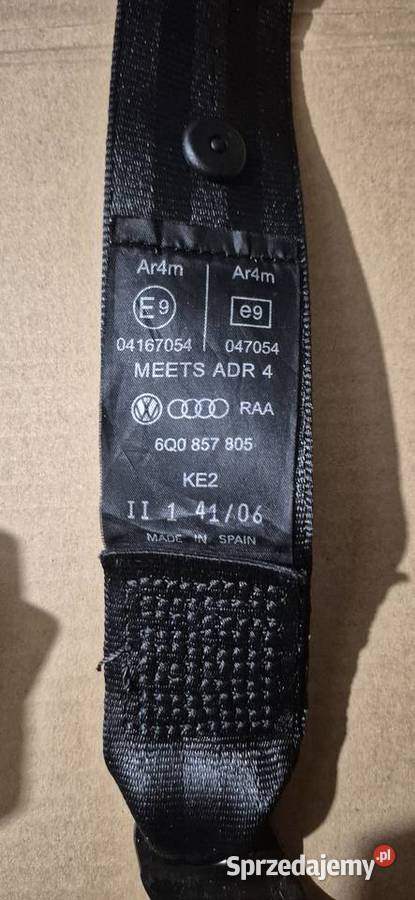 Ar4m Ar4m
E9 e9
04167054 047054
MEETS ADR 4
VW RAA
6Q0 857 805
KE2
II 1 41/06
MADE IN SPAIN
Sprzedajemy.pl